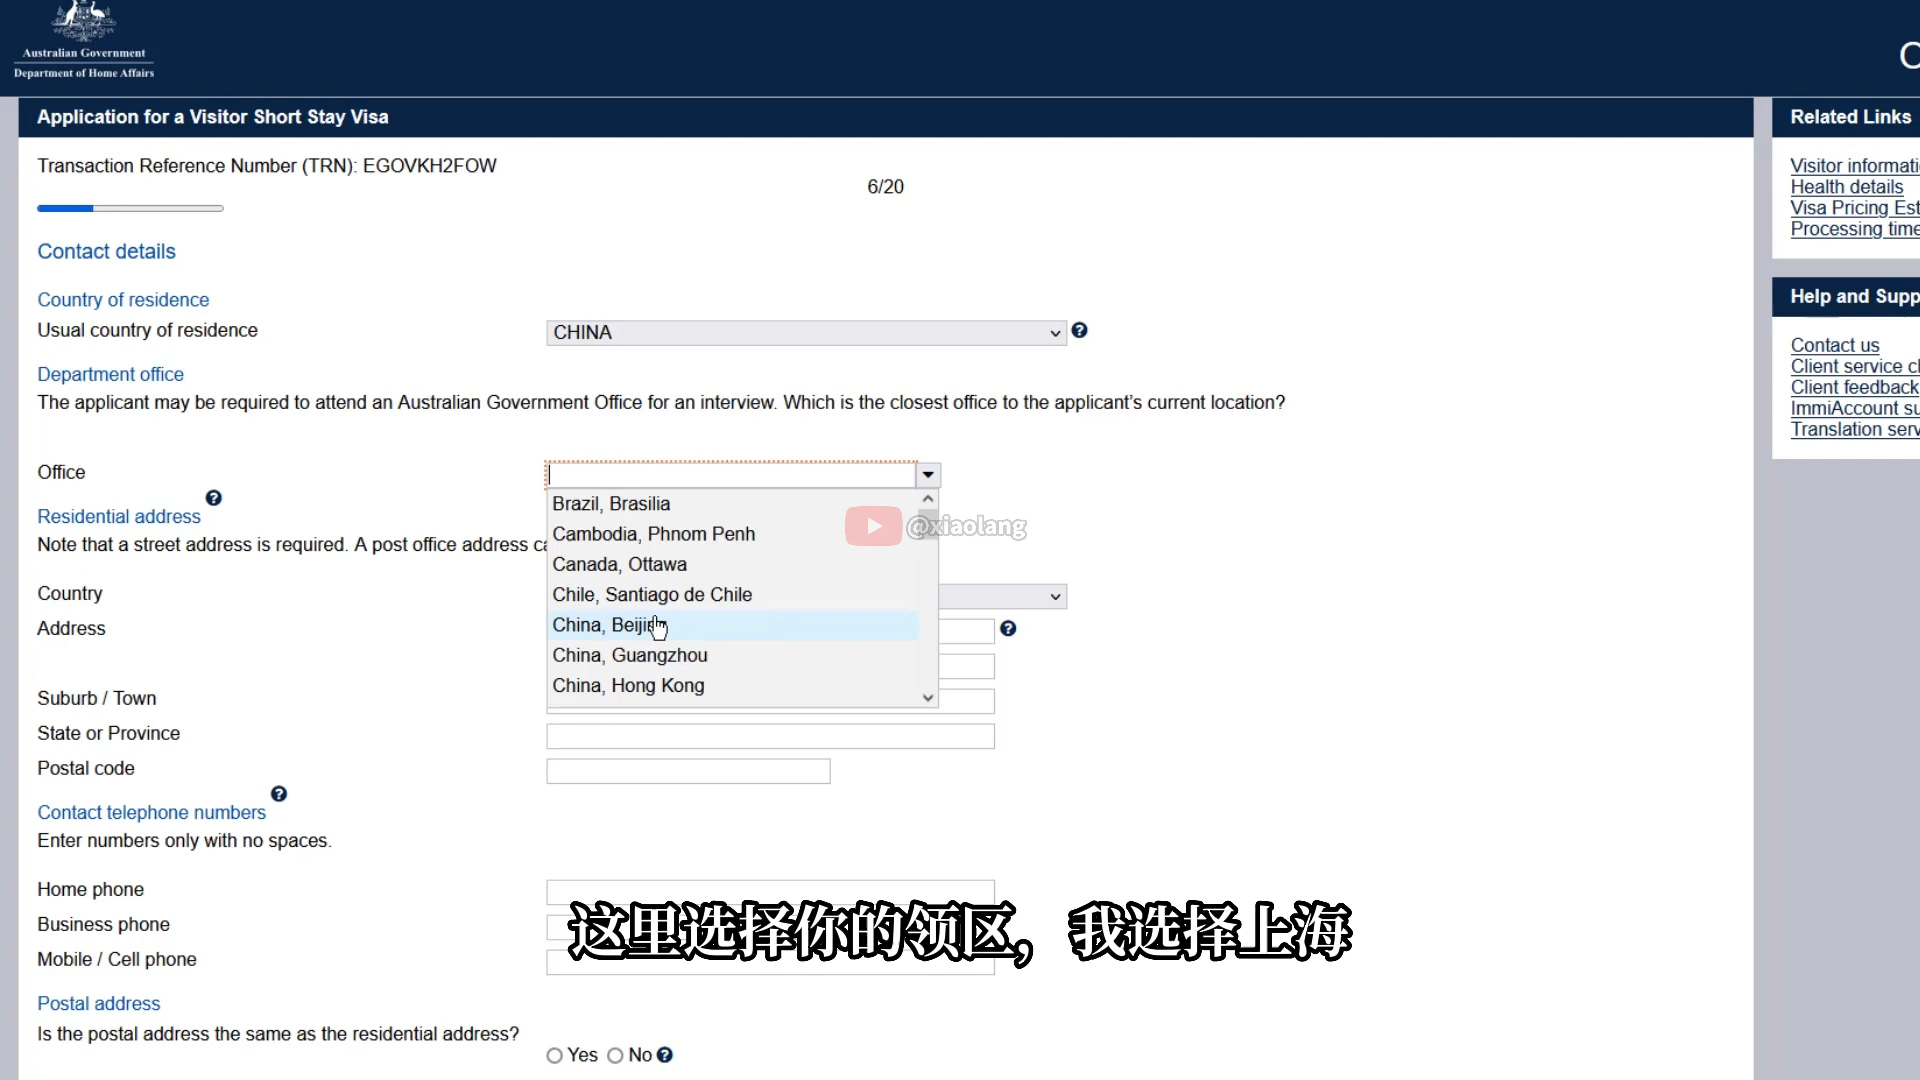 Australian Government
Department of Home Affairs
Application for a Visitor Short Stay Visa
Transaction Reference Number (TRN): EGOVKH2FOW
6/20
Contact details
Country of residence
Usual country of residence
CHINA
Department office
The applicant may be required to attend an Australian Government Office for an interview. Which is the closest office to the applicant's current location?
Office
Brazil, Brasilia
Cambodia, Phnom Penh
Canada, Ottawa
Chile, Santiago de Chile
China, Beijing
China, Guangzhou
China, Hong Kong
@xiaolang
Residential address
Note that a street address is required. A post office address
Country
Address
Suburb / Town
State or Province
Postal code
Contact telephone numbers
Enter numbers only with no spaces.
Home phone
Business phone
Mobile / Cell phone
这里选择你的领区，我选择上海
Postal address
Is the postal address the same as the residential address?
Yes No
Related Links
Visitor informati
Health details
Visa Pricing Est
Processing time
Help and Supp
Contact us
Client service c
Client feedback
ImmiAccount su
Translation serv